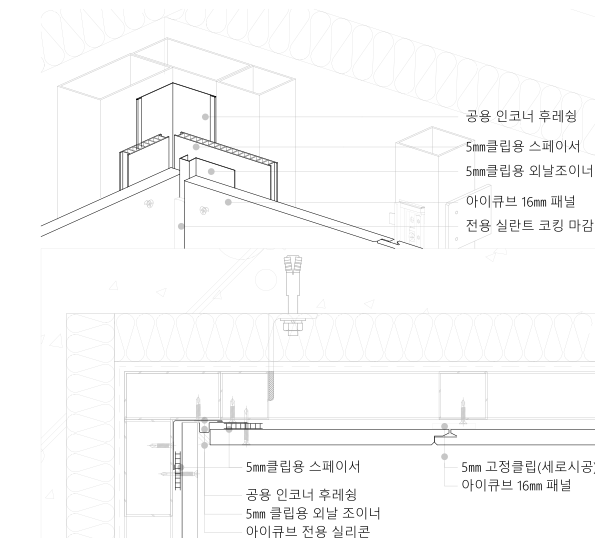 공용 인코너 후레슁
5mm클립용 스페이서
5mm클립용 외날조이너
아이큐브 16mm 패널
전용 실란트 코킹 마감
5mm클립용 스페이서
공용 인코너 후레슁
5mm 클립용 외날 조이너
아이큐브 전용 실리콘
5mm 고정클립(세로시공)
아이큐브 16mm 패널